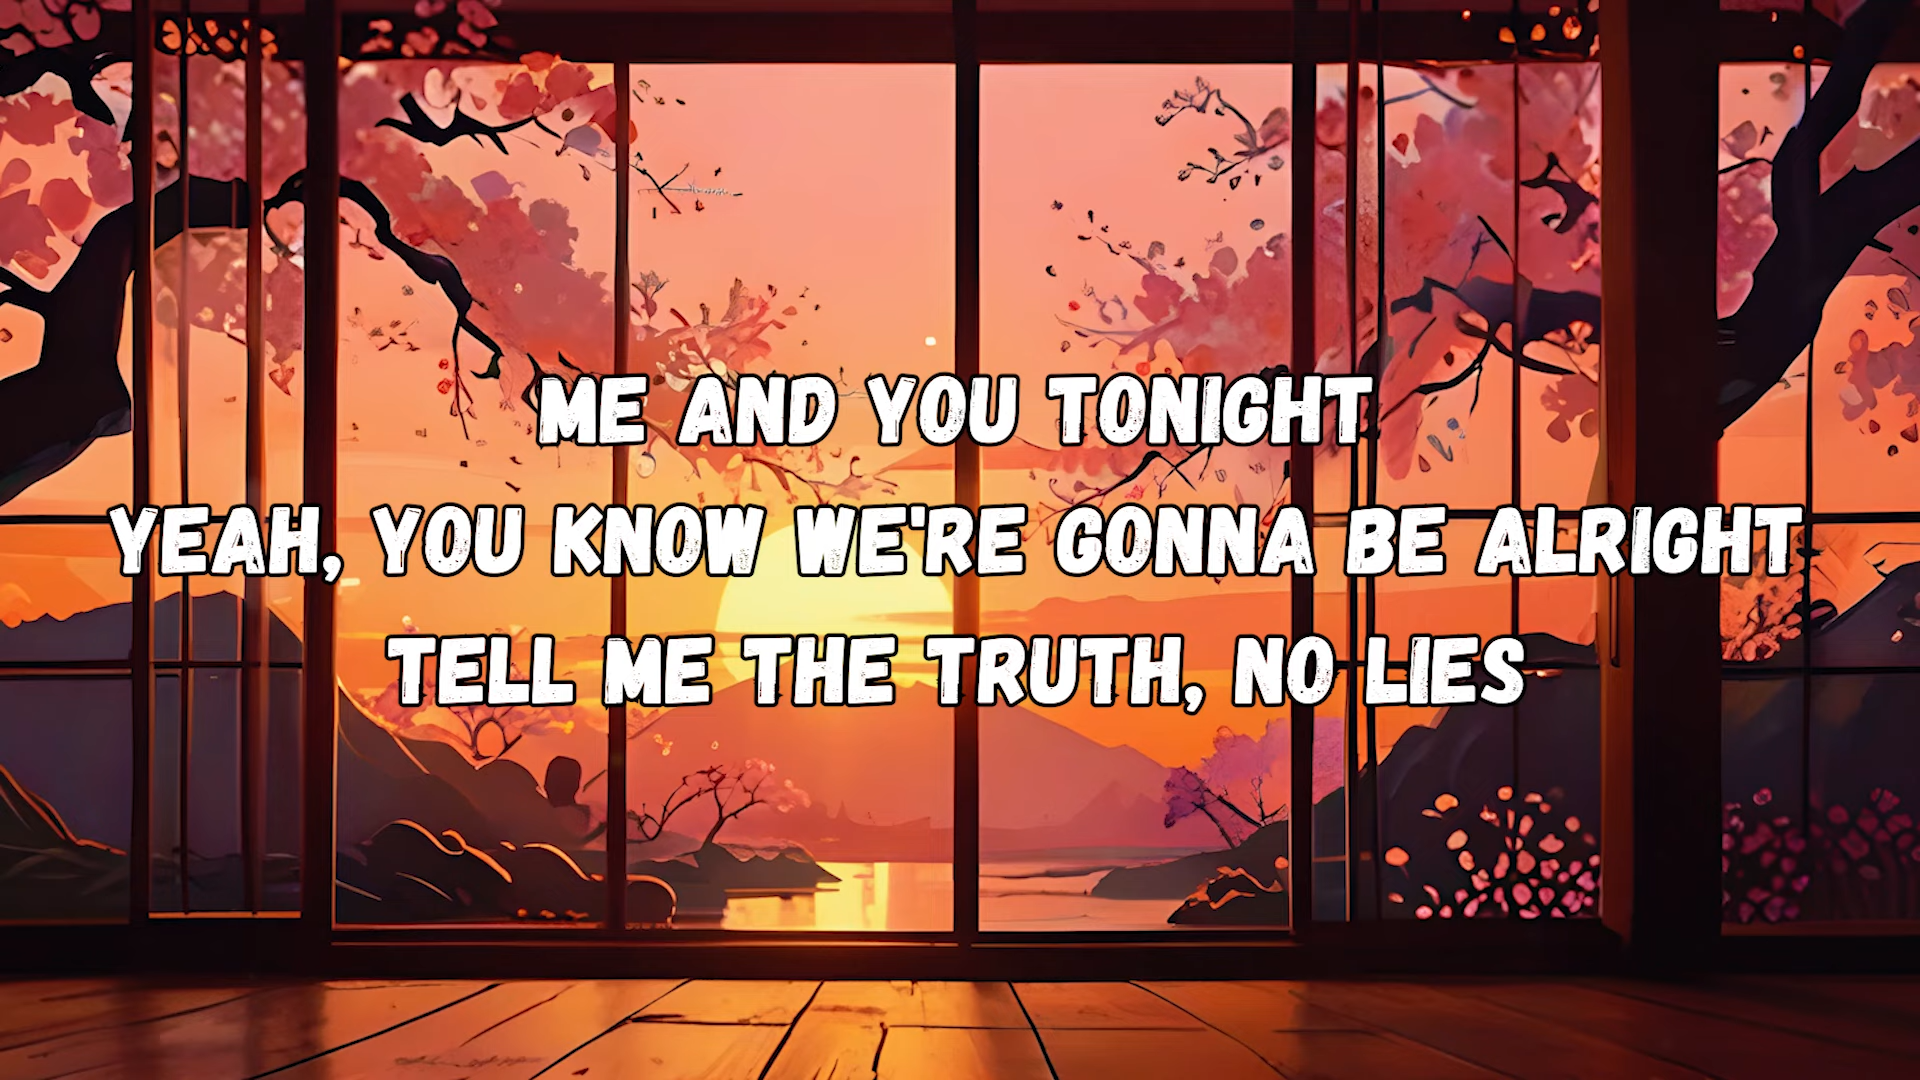 ME AND YOU TONIGHT
YEAH, YOU KNOW WE'RE GONNA BE ALRIGHT
TELL ME THE TRUTH, NO LIES